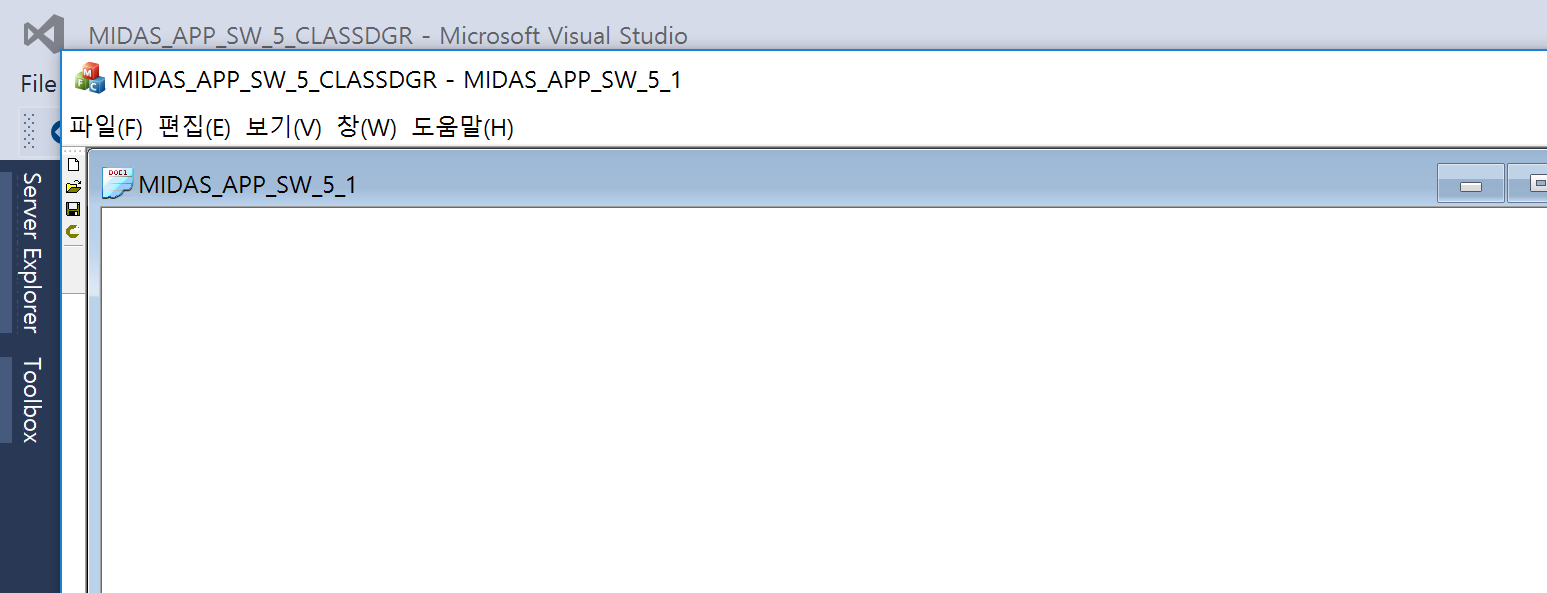 MIDAS_APP_SW_5_CLASSDGR - Microsoft Visual Studio
File
MIDAS_APP_SW_5_CLASSDGR - MIDAS_APP_SW_5_1
파일(F) 편집(E) 보기(V) 창(W) 도움말(H)
MIDAS_APP_SW_5_1
Server Explorer
Toolbox